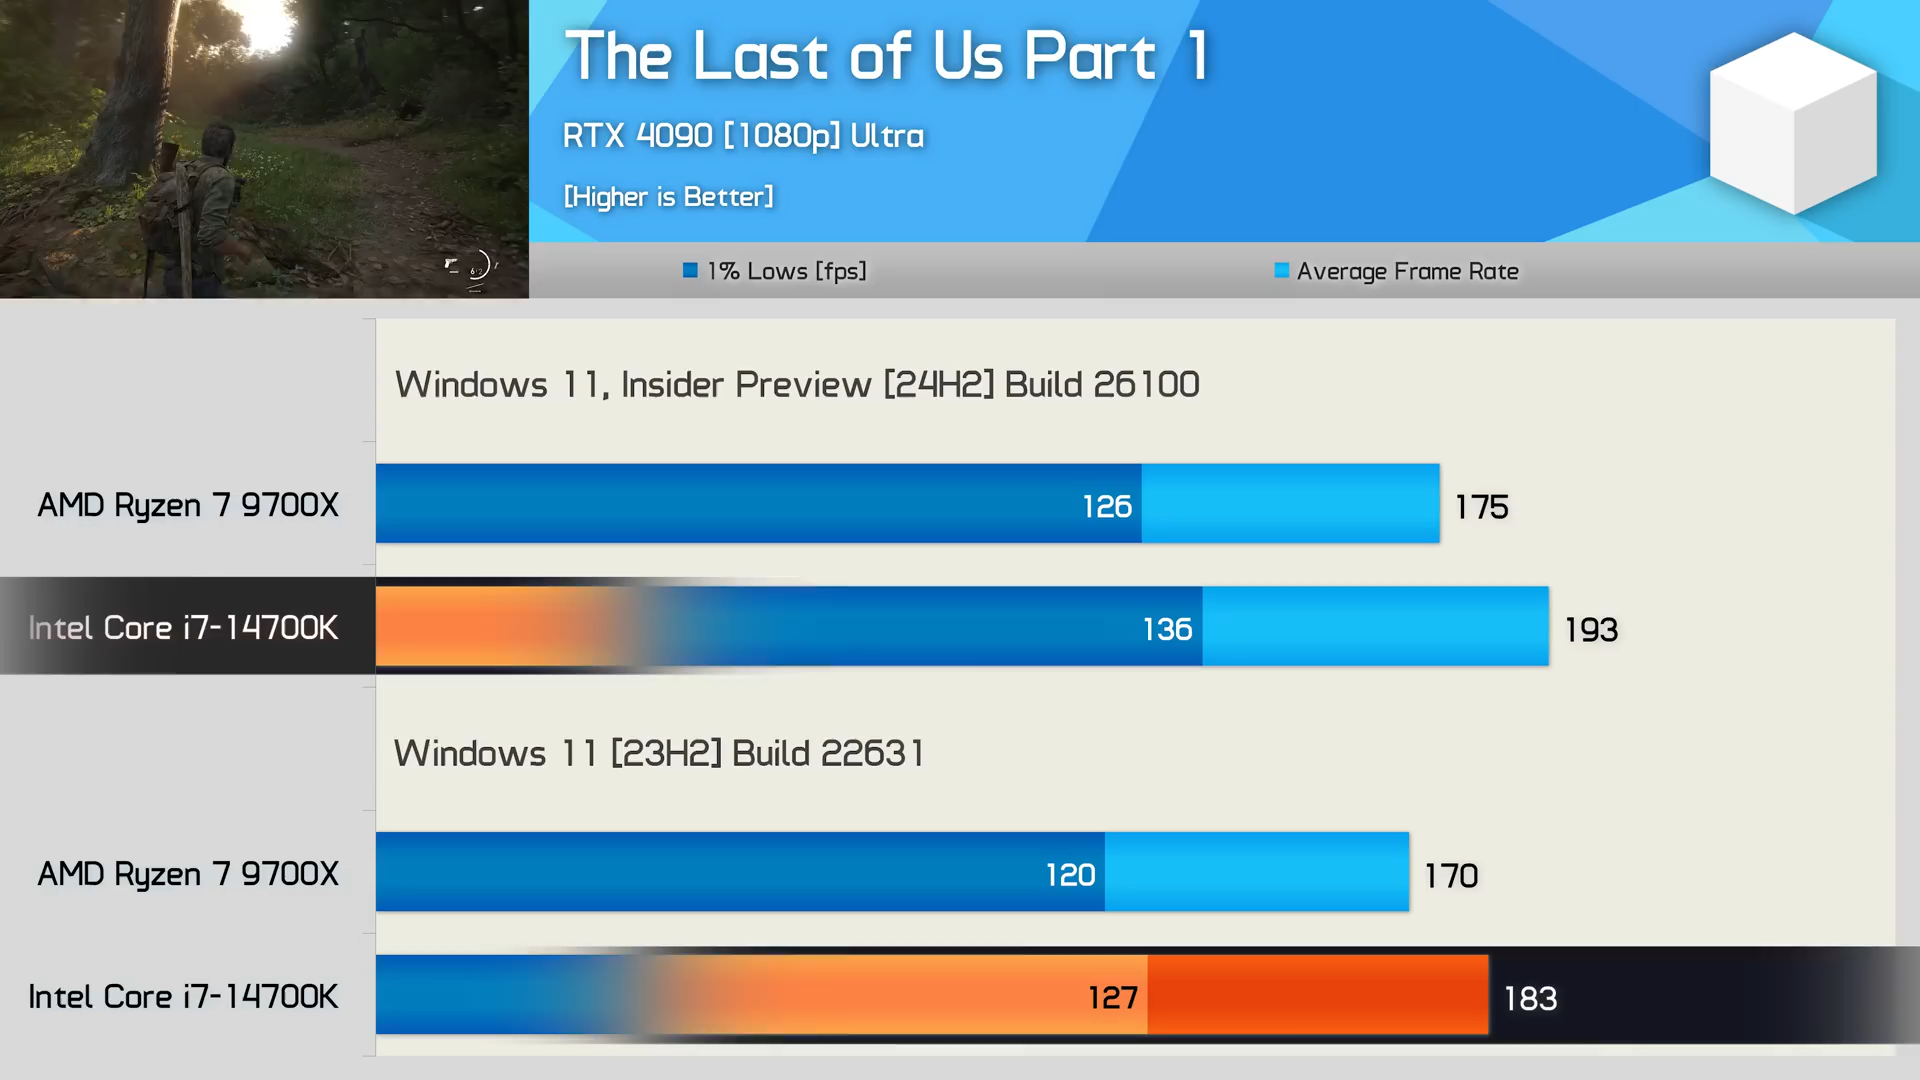 The Last of Us Part 1
RTX 4090 [1080p] Ultra
[Higher is Better]
1% Lows [fps]
Average Frame Rate
Windows 11, Insider Preview [24H2] Build 26100
AMD Ryzen 7 9700X
126
175
Intel Core i7-14700K
136
193
Windows 11 [23H2] Build 22631
AMD Ryzen 7 9700X
120
170
Intel Core i7-14700K
127
183